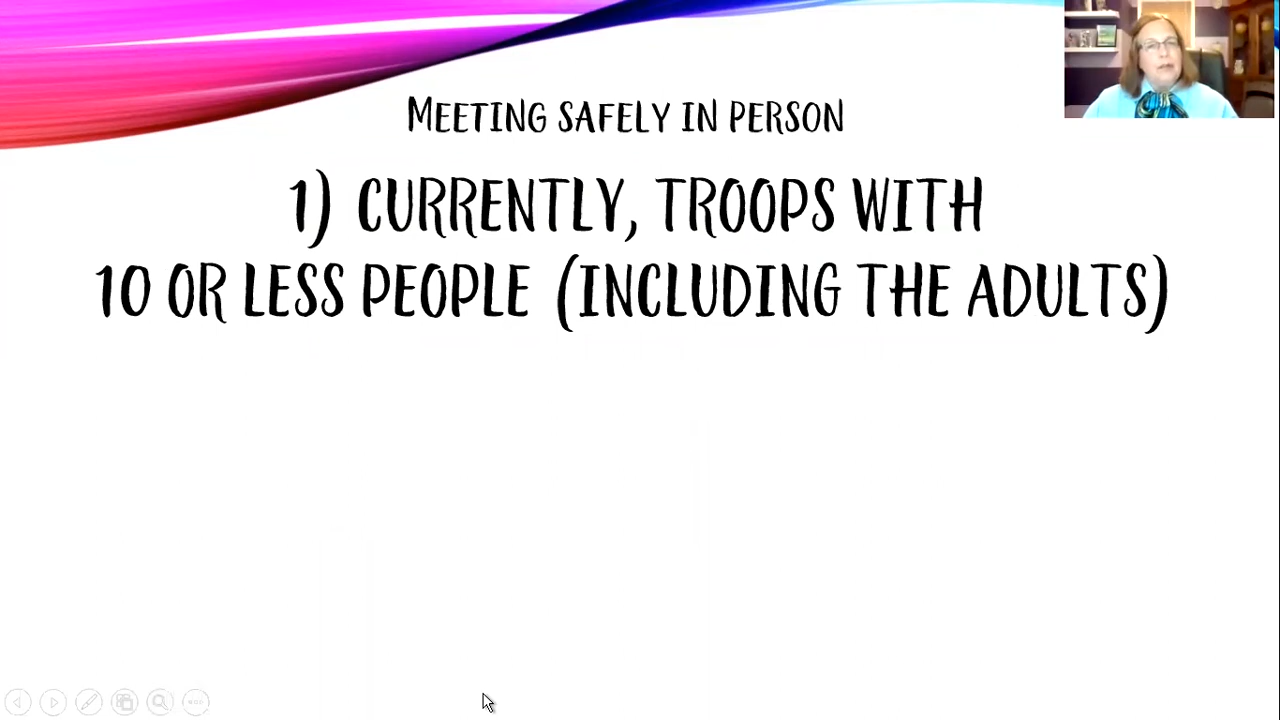 MEETING SAFELY IN PERSON
1) CURRENTLY, TROOPS WITH
10 OR LESS PEOPLE (INCLUDING THE ADULTS)